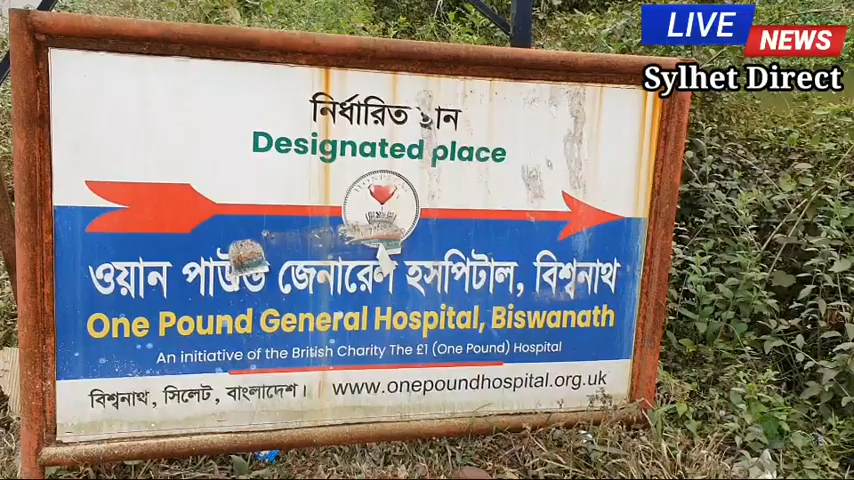 LIVE
NEWS
Sylhet Direct
নির্ধারিত
Designated place
HOSPITAL
ওয়ান পাউন্ড জেনারেল হসপিটাল, বিশ্বনাথ
One Pound General Hospital, Biswanath
An initiative of the British Charity The £1 (One Pound) Hospital
বিশ্বনাথ, সিলেট, বাংলাদেশ। www.onepoundhospital.org.uk